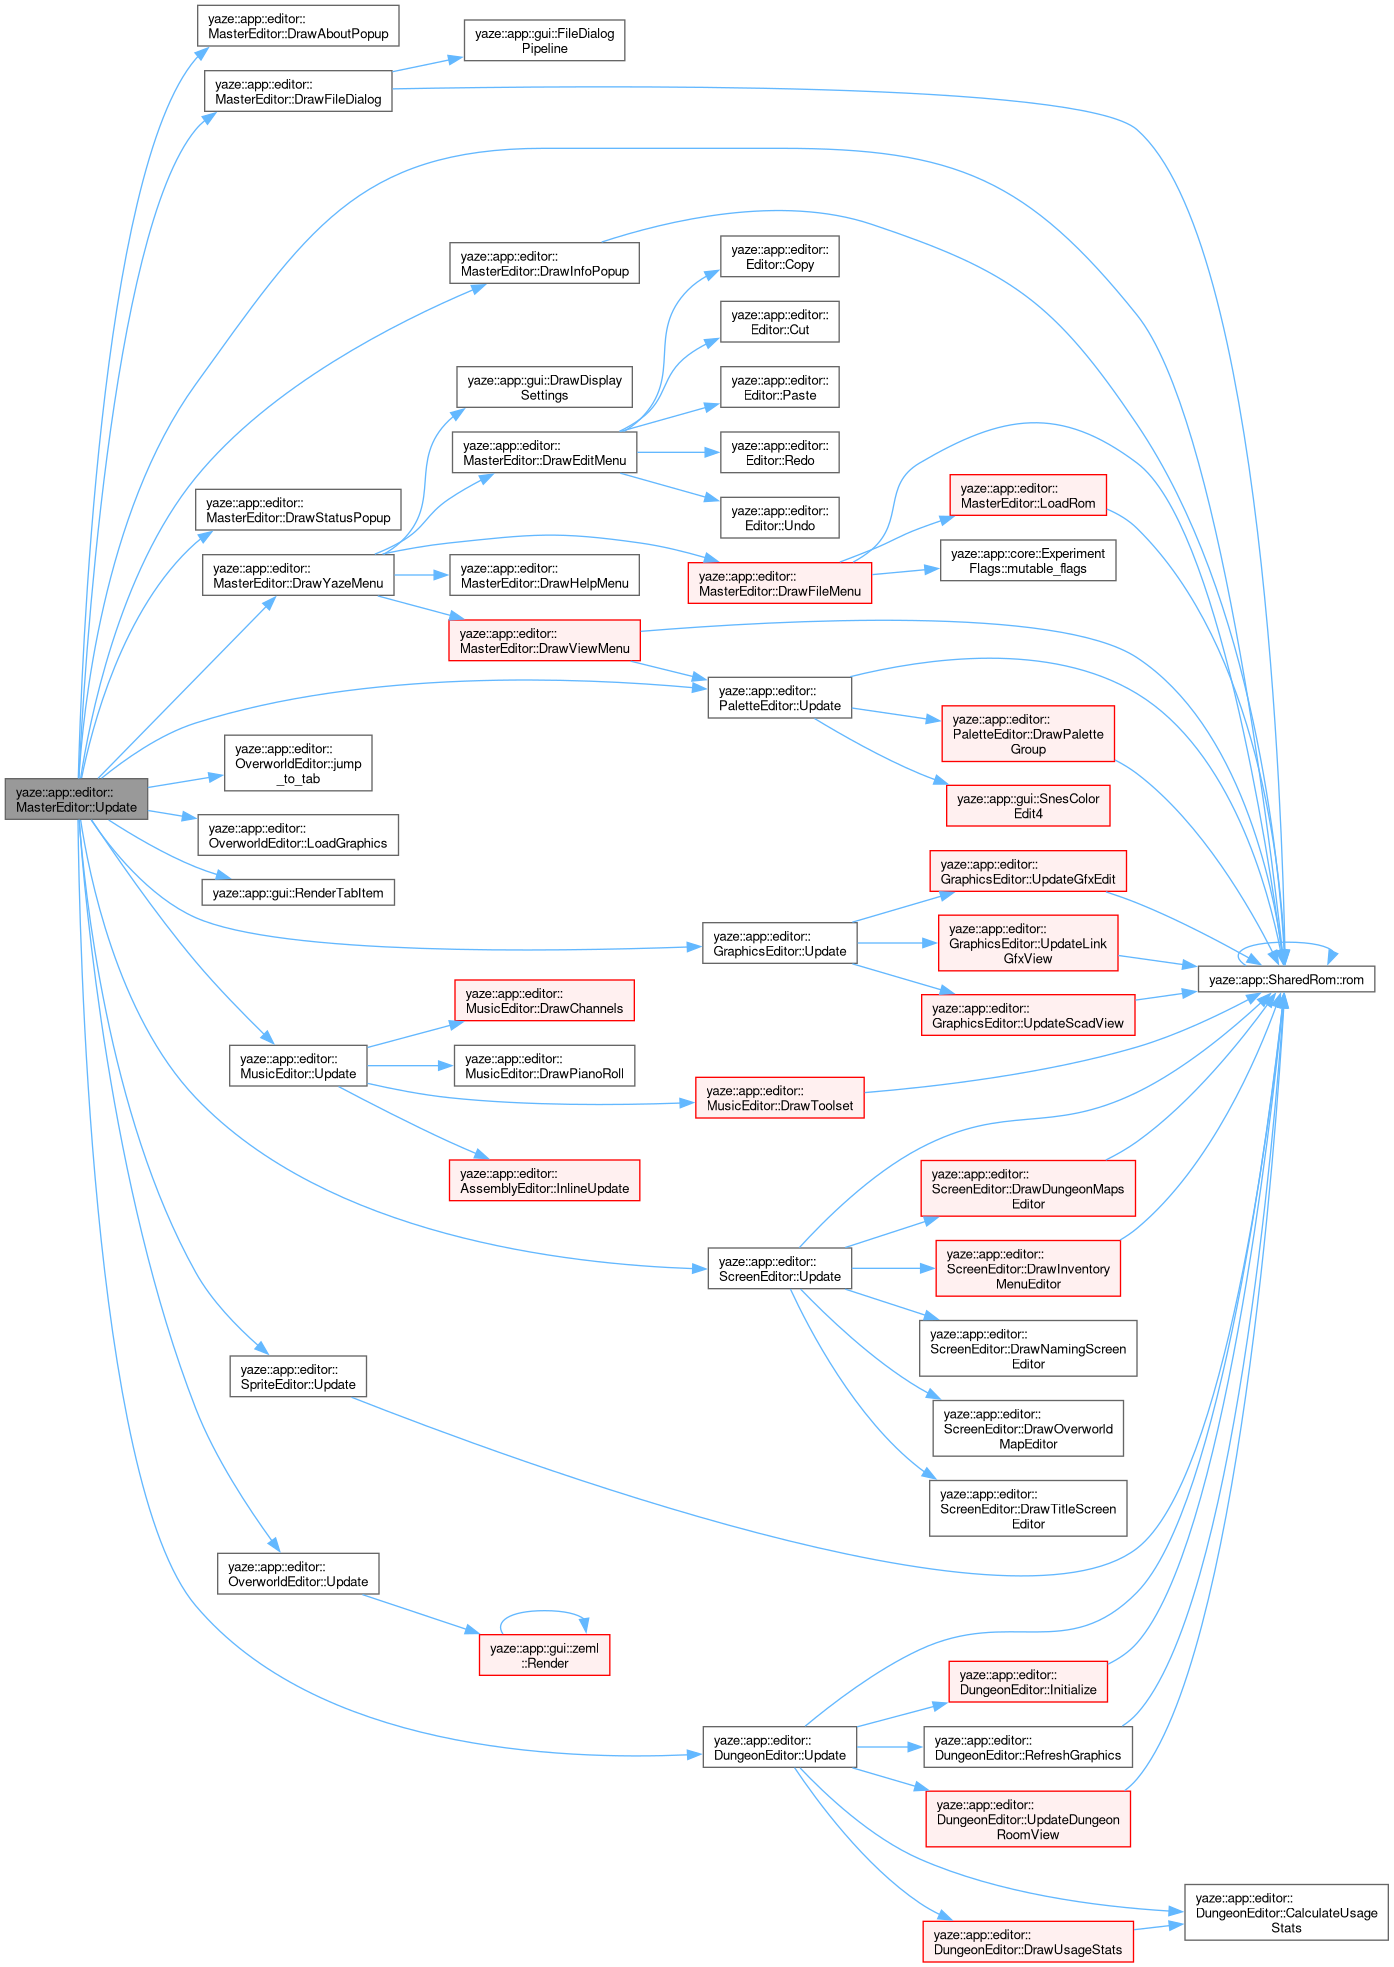 yaze::app::editor::
MasterEditor::DrawAboutPopup
yaze::app::gui::FileDialog
Pipeline
yaze::app::editor::
MasterEditor::DrawFileDialog
yaze::app::editor::
MasterEditor::DrawInfoPopup
yaze::app::editor::
Editor::Copy
yaze::app::editor::
Editor::Cut
yaze::app::gui::DrawDisplay
Settings
yaze::app::editor::
Editor::Paste
yaze::app::editor::
MasterEditor::DrawEditMenu
yaze::app::editor::
Editor::Redo
yaze::app::editor::
MasterEditor::DrawStatusPopup
yaze::app::editor::
Editor::Undo
yaze::app::editor::
MasterEditor::LoadRom
yaze::app::editor::
MasterEditor::DrawYazeMenu
yaze::app::editor::
MasterEditor::DrawHelpMenu
yaze::app::editor::
MasterEditor::DrawFileMenu
yaze::app::core::Experiment
Flags::mutable_flags
yaze::app::editor::
MasterEditor::DrawViewMenu
yaze::app::editor::
PaletteEditor::Update
yaze::app::editor::
PaletteEditor::DrawPalette
Group
yaze::app::editor::
OverworldEditor::jump
_to_tab
yaze::app::editor::
MasterEditor::Update
yaze::app::gui::SnesColor
Edit4
yaze::app::editor::
OverworldEditor::LoadGraphics
yaze::app::gui::RenderTabItem
yaze::app::editor::
GraphicsEditor::UpdateGfxEdit
yaze::app::editor::
GraphicsEditor::Update
yaze::app::editor::
GraphicsEditor::UpdateLink
GfxView
yaze::app::SharedRom::rom
yaze::app::editor::
MusicEditor::DrawChannels
yaze::app::editor::
GraphicsEditor::UpdateScadView
yaze::app::editor::
MusicEditor::Update
yaze::app::editor::
MusicEditor::DrawPianoRoll
yaze::app::editor::
MusicEditor::DrawToolset
yaze::app::editor::
AssemblyEditor::InlineUpdate
yaze::app::editor::
ScreenEditor::DrawDungeonMaps
Editor
yaze::app::editor::
ScreenEditor::Update
yaze::app::editor::
ScreenEditor::DrawInventory
MenuEditor
yaze::app::editor::
ScreenEditor::DrawNamingScreen
Editor
yaze::app::editor::
SpriteEditor::Update
yaze::app::editor::
ScreenEditor::DrawOverworld
MapEditor
yaze::app::editor::
ScreenEditor::DrawTitleScreen
Editor
yaze::app::editor::
OverworldEditor::Update
yaze::app::gui::zeml
::Render
yaze::app::editor::
DungeonEditor::Initialize
yaze::app::editor::
DungeonEditor::Update
yaze::app::editor::
DungeonEditor::RefreshGraphics
yaze::app::editor::
DungeonEditor::UpdateDungeon
RoomView
yaze::app::editor::
DungeonEditor::CalculateUsage
Stats
yaze::app::editor::
DungeonEditor::DrawUsageStats